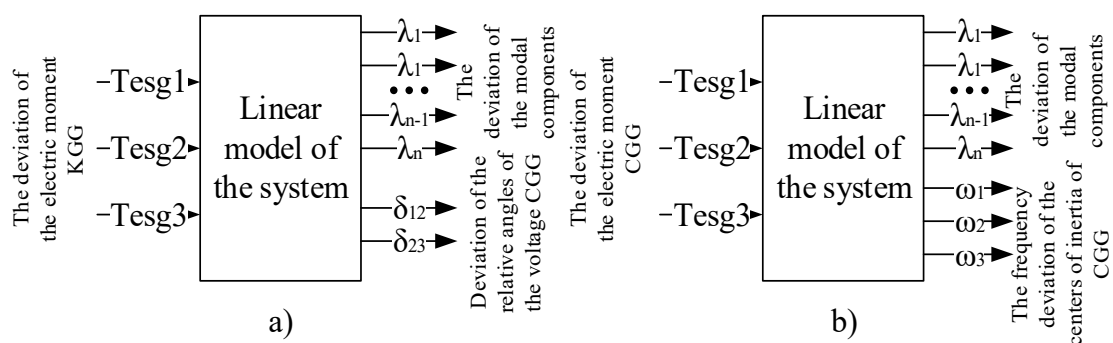 The deviation of
the electric moment
KGG
-Tesg1
-Tesg2
-Tesg3
Linear
model of
the system
λ1
λ1
•••
λn-1
λn
δ12
δ23
The
deviation of
the modal
components
Deviation of the
relative angles of
the voltage CGG
a)
The deviation of
the electric moment
CGG
-Tesg1
-Tesg2
-Tesg3
Linear
model of
the system
λ1
λ1
•••
λn-1
λn
ω1
ω2
ω3
The
deviation of
the modal
components
The frequency
deviation of the
centers of inertia of
CGG
b)